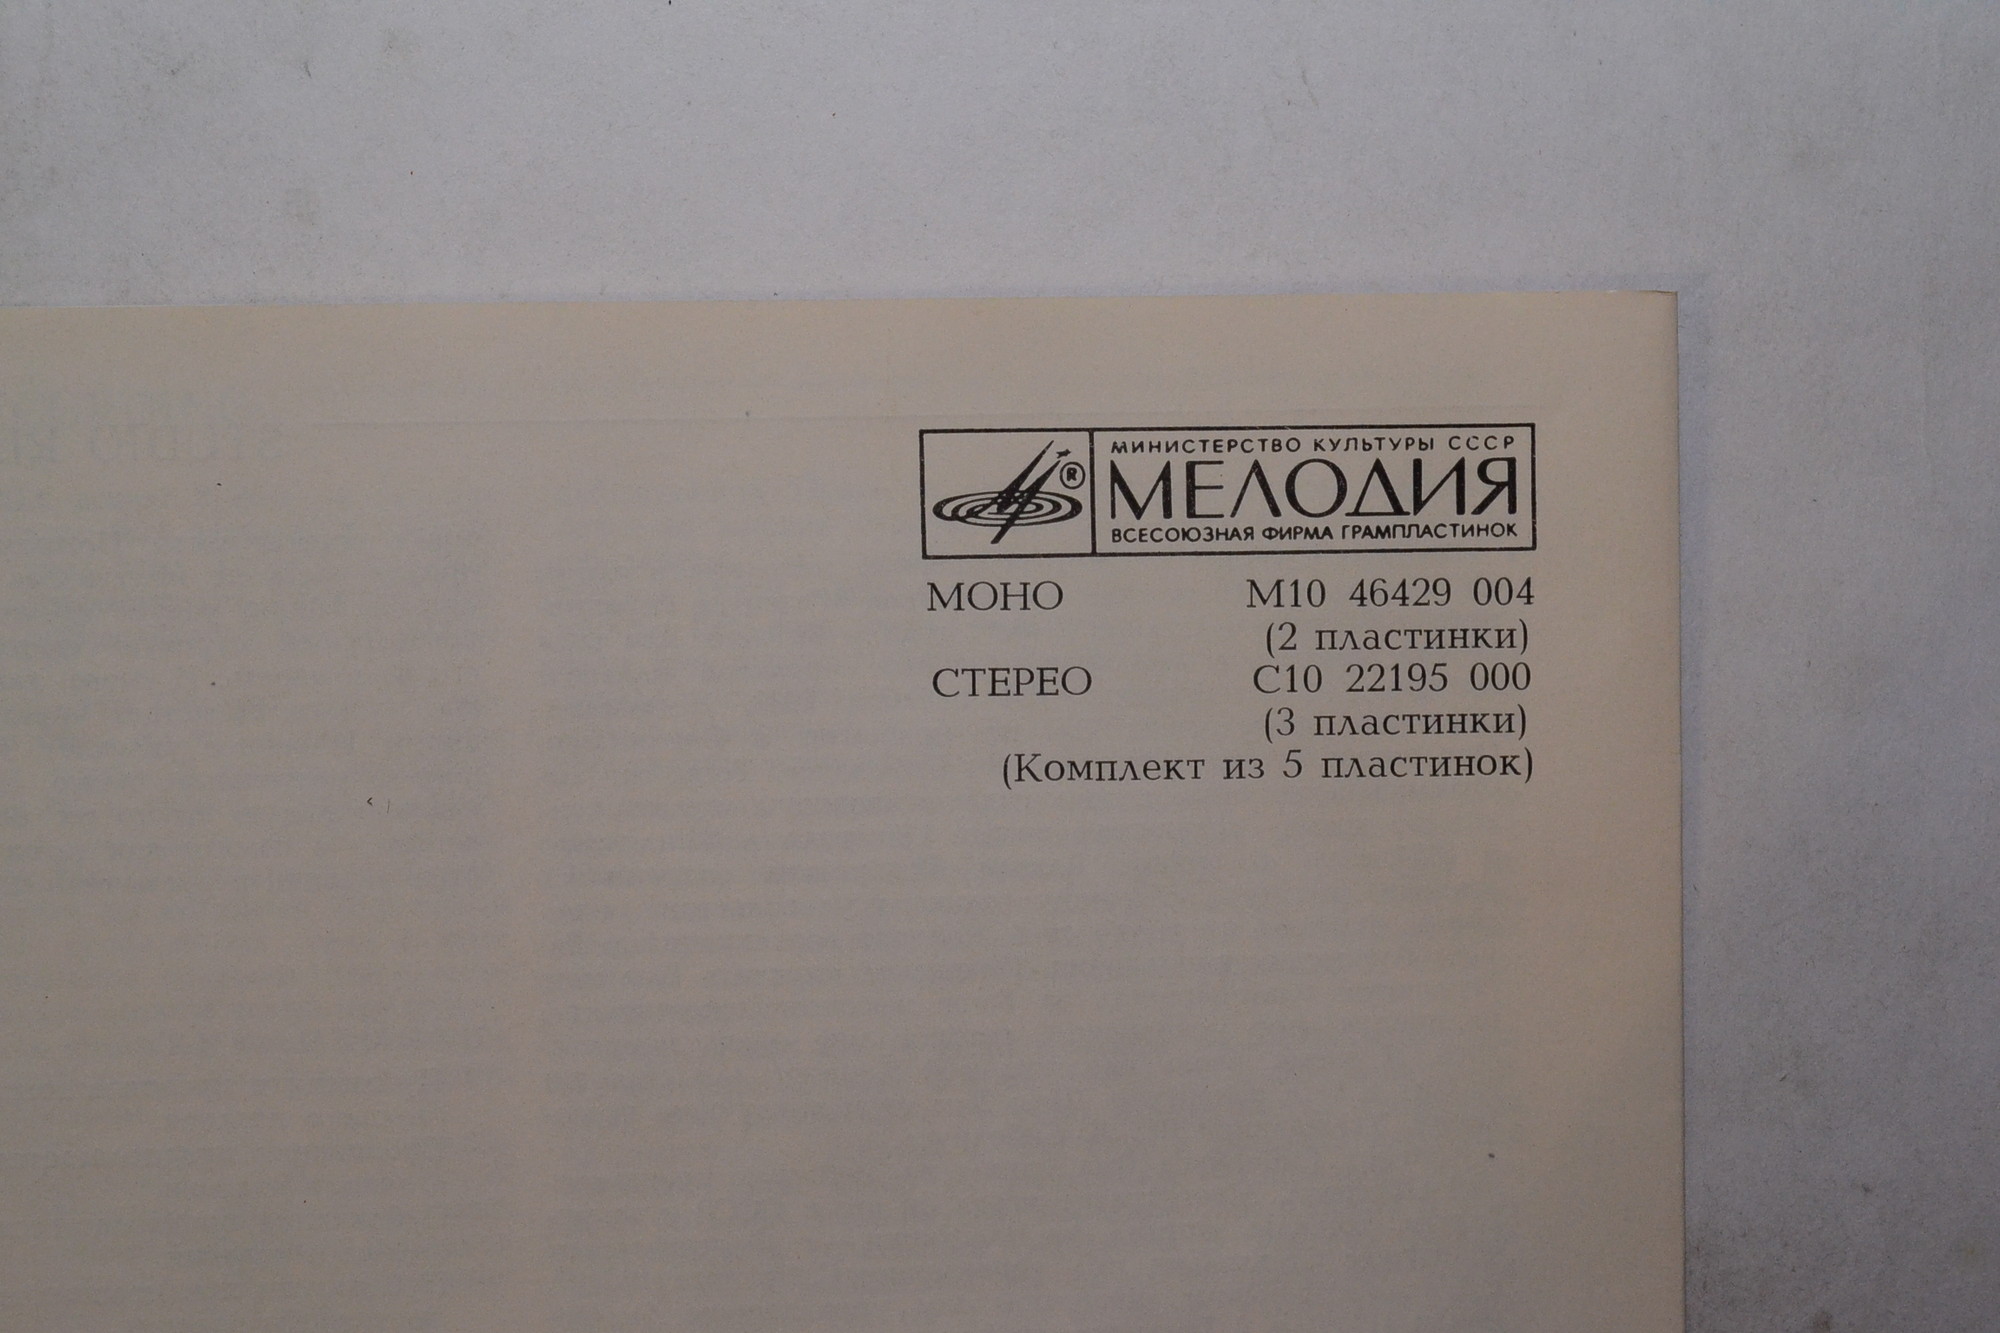 МИНИСТЕРСТВО КУЛЬТУРЫ СССР
МЕЛОДИЯ
ВСЕСОЮЗНАЯ ФИРМА ГРАМПЛАСТИНОК
МОНО М10 46429 004
(2 пластинки)
СТЕРЕО С10 22195 000
(3 пластинки)
(Комплект из 5 пластинок)